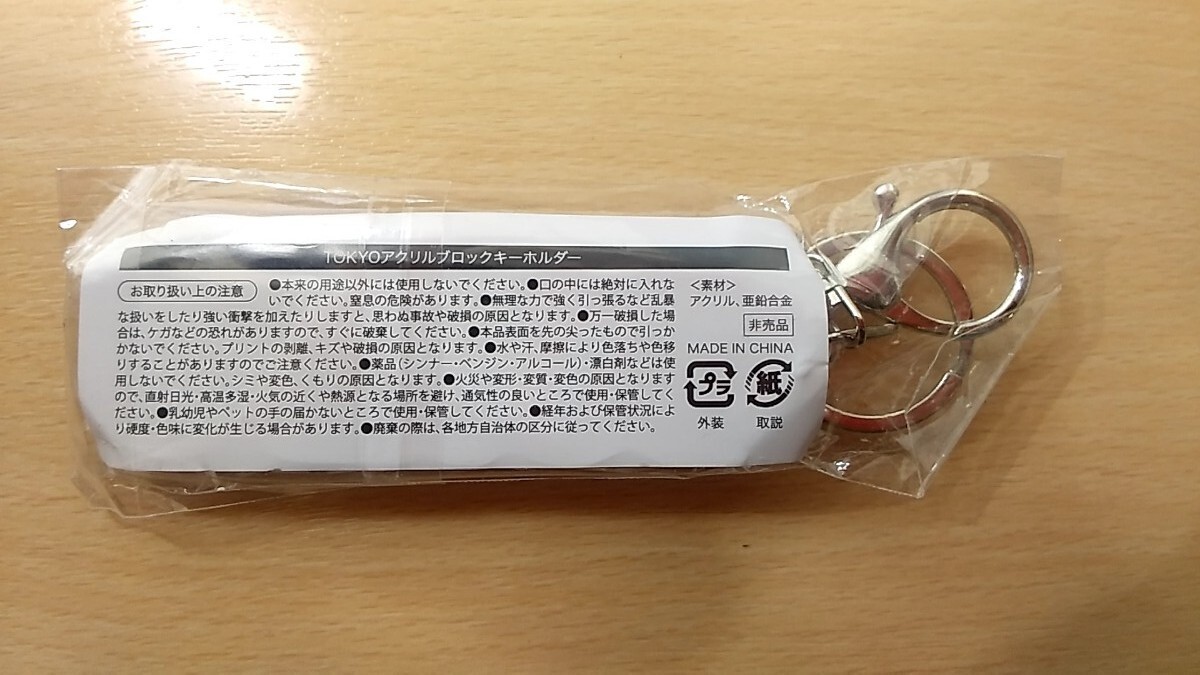 TOKYOアクリルブロックキーホルダー
お取り扱い上の注意
●本来の用途以外には使用しないでください。●口の中には絶対に入れな
いでください。窒息の危険があります。●無理な力で強く引っ張るなど乱暴
な扱いをしたり強い衝撃を加えたりしますと、思わぬ事故や破損の原因となります。●万一破損した場
合は、ケガなどの恐れがありますので、すぐに破棄してください。●本品表面を先の尖ったもので引っか
かないでください。プリントの剥離、キズや破損の原因となります。●水や汗、摩擦により色落ちや色移
りすることがありますのでご注意ください。●薬品(シンナー・ベンジン・アルコール)・漂白剤などは使
用しないでください。シミや変色、くもりの原因となります。●火災や変形・変質・変色の原因となります
ので、直射日光・高温多湿・火気の近くや熱源となる場所を避け、通気性の良いところで使用・保管してく
ださい。●乳幼児やペットの手の届かないところで使用・保管してください。●経年および保管状況によ
り硬度・色味に変化が生じる場合があります。●廃棄の際は、各地方自治体の区分に従ってください。
<素材>
アクリル、亜鉛合金
非売品
MADE IN CHINA
プラ 紙
外装 取説